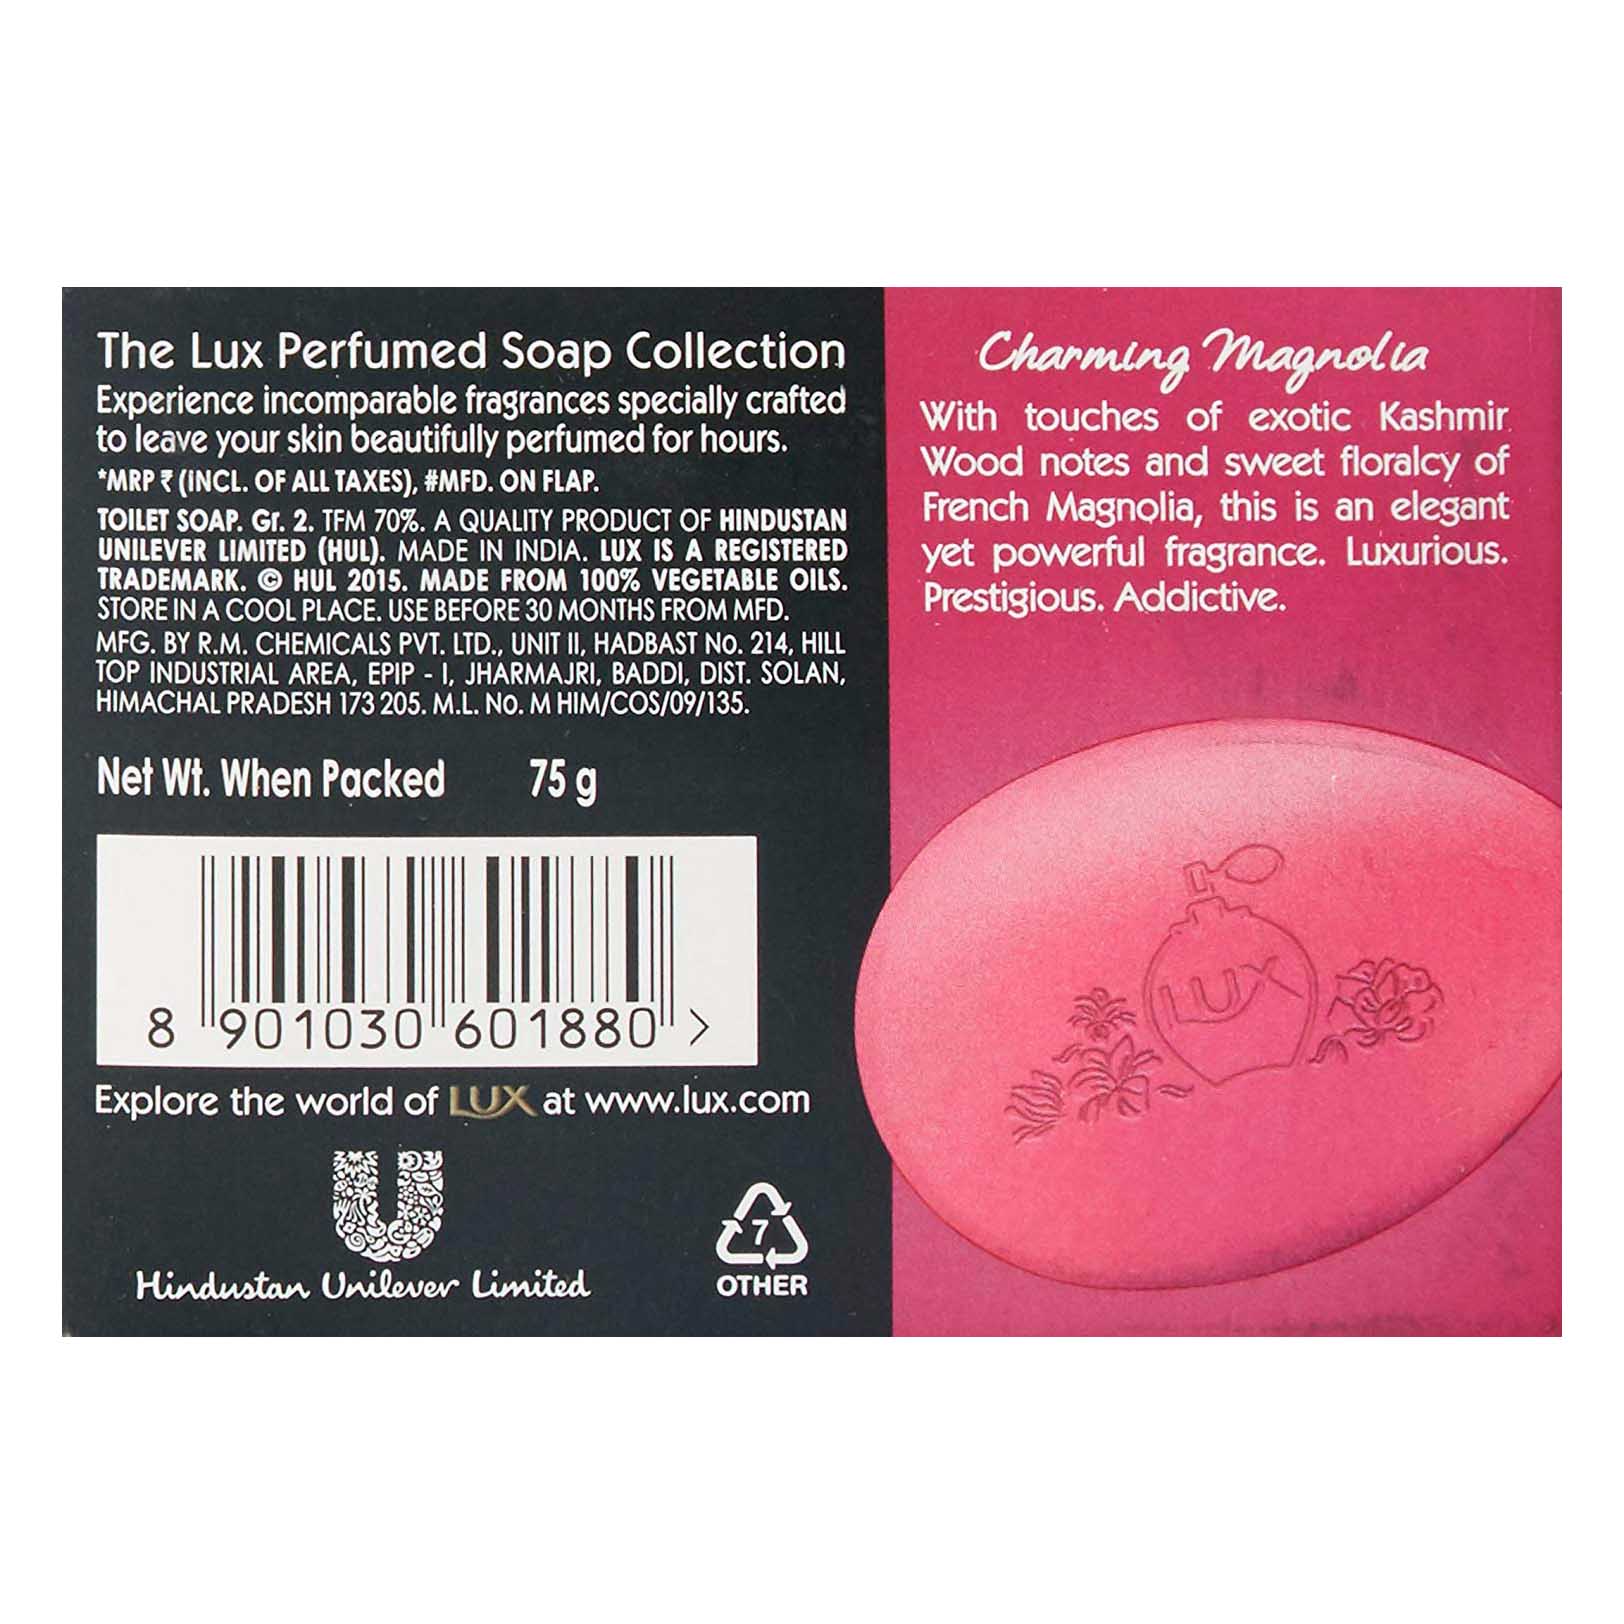 The Lux Perfumed Soap Collection
Experience incomparable fragrances specially crafted
to leave your skin beautifully perfumed for hours.
*MRP ₹ (INCL. OF ALL TAXES), #MFD. ON FLAP.
TOILET SOAP. Gr. 2. TFM 70%. A QUALITY PRODUCT OF HINDUSTAN
UNILEVER LIMITED (HUL). MADE IN INDIA. LUX IS A REGISTERED
TRADEMARK. © HUL 2015. MADE FROM 100% VEGETABLE OILS.
STORE IN A COOL PLACE. USE BEFORE 30 MONTHS FROM MFD.
MFG. BY R.M. CHEMICALS PVT. LTD., UNIT II, HADBAST No. 214, HILL
TOP INDUSTRIAL AREA, EPIP - I, JHARMAJRI, BADDI, DIST. SOLAN,
HIMACHAL PRADESH 173 205. M.L. No. M HIM/COS/09/135.
Net Wt. When Packed 75 g
8 901030 601880 >
Explore the world of LUX at www.lux.com
Hindustan Unilever Limited
7
OTHER
Charming Magnolia
With touches of exotic Kashmir
Wood notes and sweet floralcy of
French Magnolia, this is an elegant
yet powerful fragrance. Luxurious.
Prestigious. Addictive.
LUX